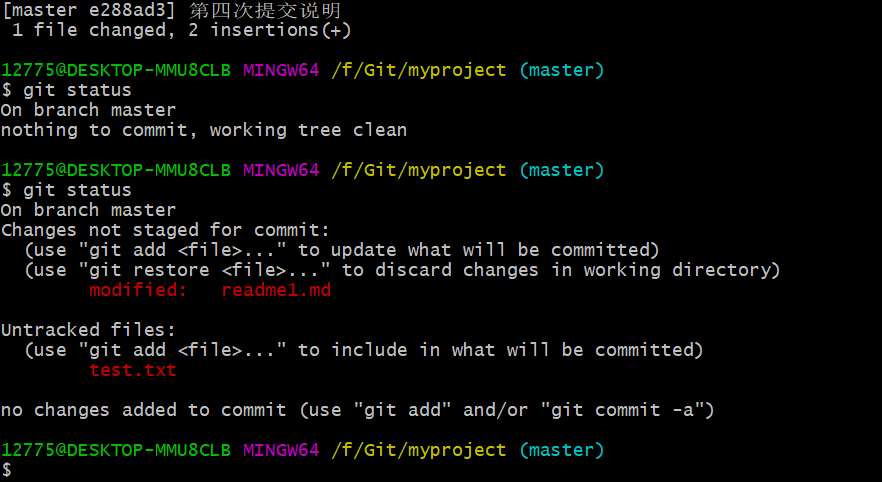 [master e288ad3] 第四次提交说明
 1 file changed, 2 insertions(+)
12775@DESKTOP-MMU8CLB MINGW64 /f/Git/myproject (master)
$ git status
On branch master
nothing to commit, working tree clean
12775@DESKTOP-MMU8CLB MINGW64 /f/Git/myproject (master)
$ git status
On branch master
Changes not staged for commit:
  (use "git add <file>..." to update what will be committed)
  (use "git restore <file>..." to discard changes in working directory)
        modified:   readme1.md
Untracked files:
  (use "git add <file>..." to include in what will be committed)
        test.txt
no changes added to commit (use "git add" and/or "git commit -a")
12775@DESKTOP-MMU8CLB MINGW64 /f/Git/myproject (master)
$